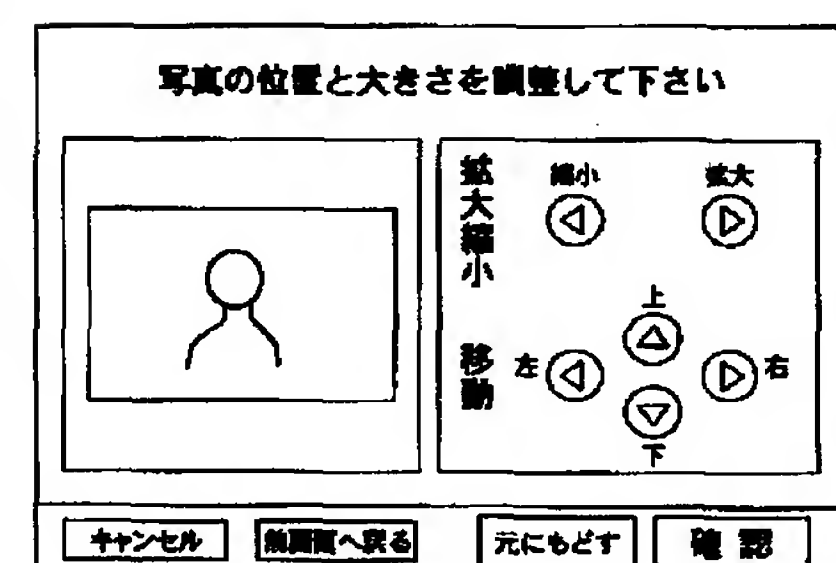 写真の位置と大きさを調整して下さい
拡大縮小
縮小
拡大
移動
上
左
右
下
キャンセル
前画面へ戻る
元にもどす
確認